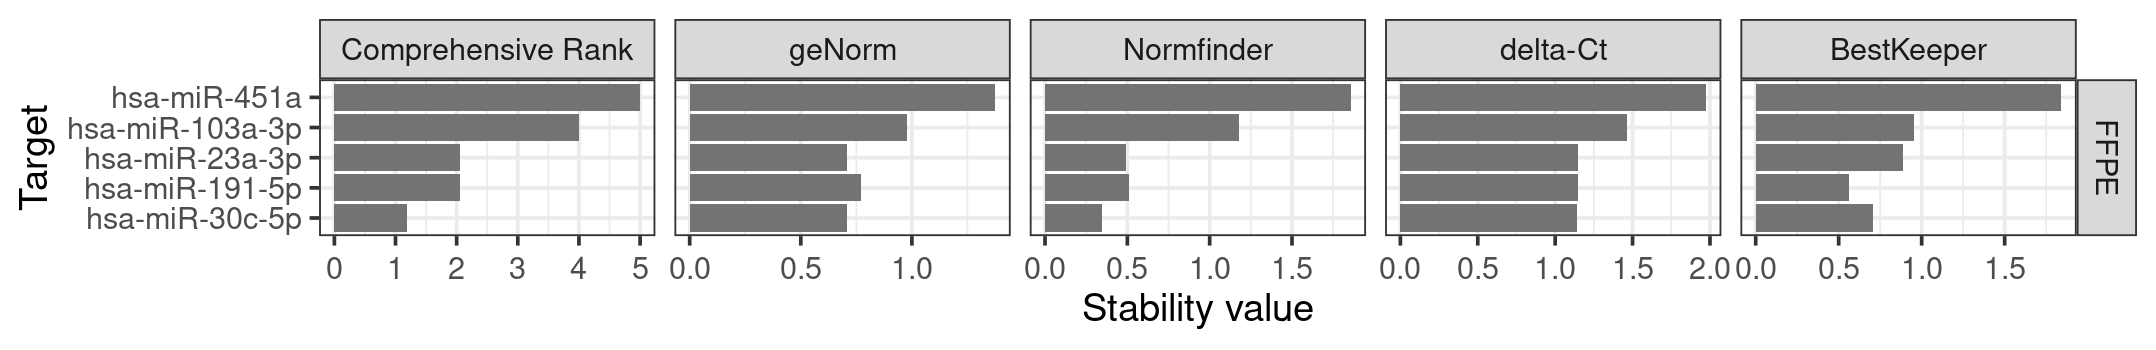 Comprehensive Rank
geNorm
Normfinder
delta-Ct
BestKeeper
Target
hsa-miR-451a
hsa-miR-103a-3p
hsa-miR-23a-3p
hsa-miR-191-5p
hsa-miR-30c-5p
FFPE
0 1 2 3 4 5
0.0 0.5 1.0
0.0 0.5 1.0 1.5
0.0 0.5 1.0 1.5 2.0
0.0 0.5 1.0 1.5
Stability value